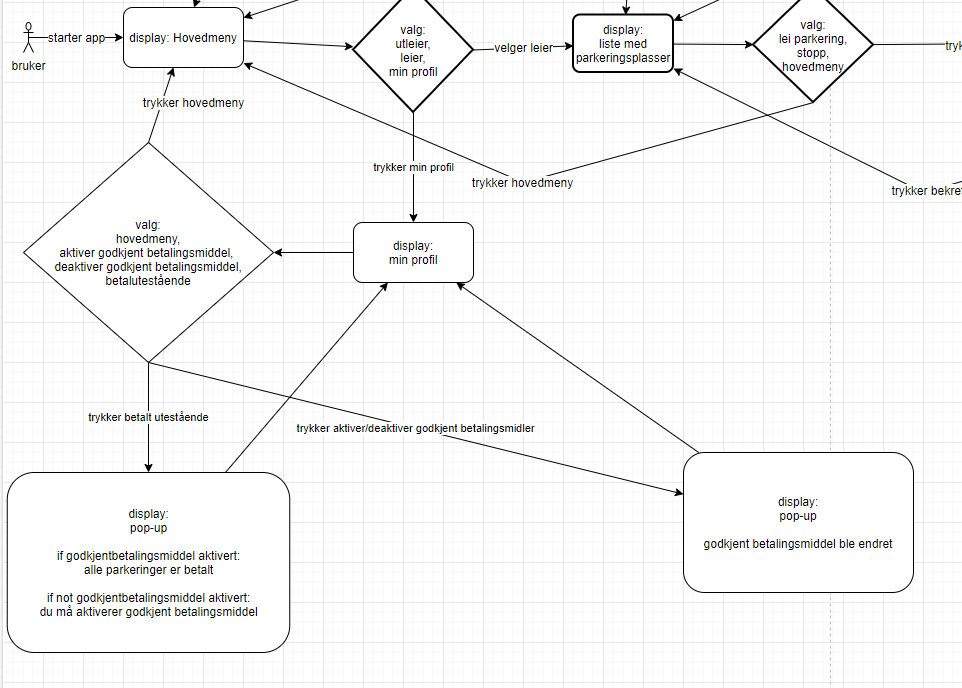 bruker
starter app
display: Hovedmeny
valg:
utleier,
leier,
min profil
velger leier
display:
liste med
parkeringsplasser
valg:
lei parkering,
stopp,
hovedmeny
tryk
trykker hovedmeny
trykker min profil
trykker hovedmeny
trykker bekref
valg:
hovedmeny,
aktiver godkjent betalingsmiddel,
deaktiver godkjent betalingsmiddel,
betalutestående
display:
min profil
trykker betalt utestående
trykker aktiver/deaktiver godkjent betalingsmidler
display:
pop-up
if godkjentbetalingsmiddel aktivert:
alle parkeringer er betalt
if not godkjentbetalingsmiddel aktivert:
du må aktiverer godkjent betalingsmiddel
display:
pop-up
godkjent betalingsmiddel ble endret